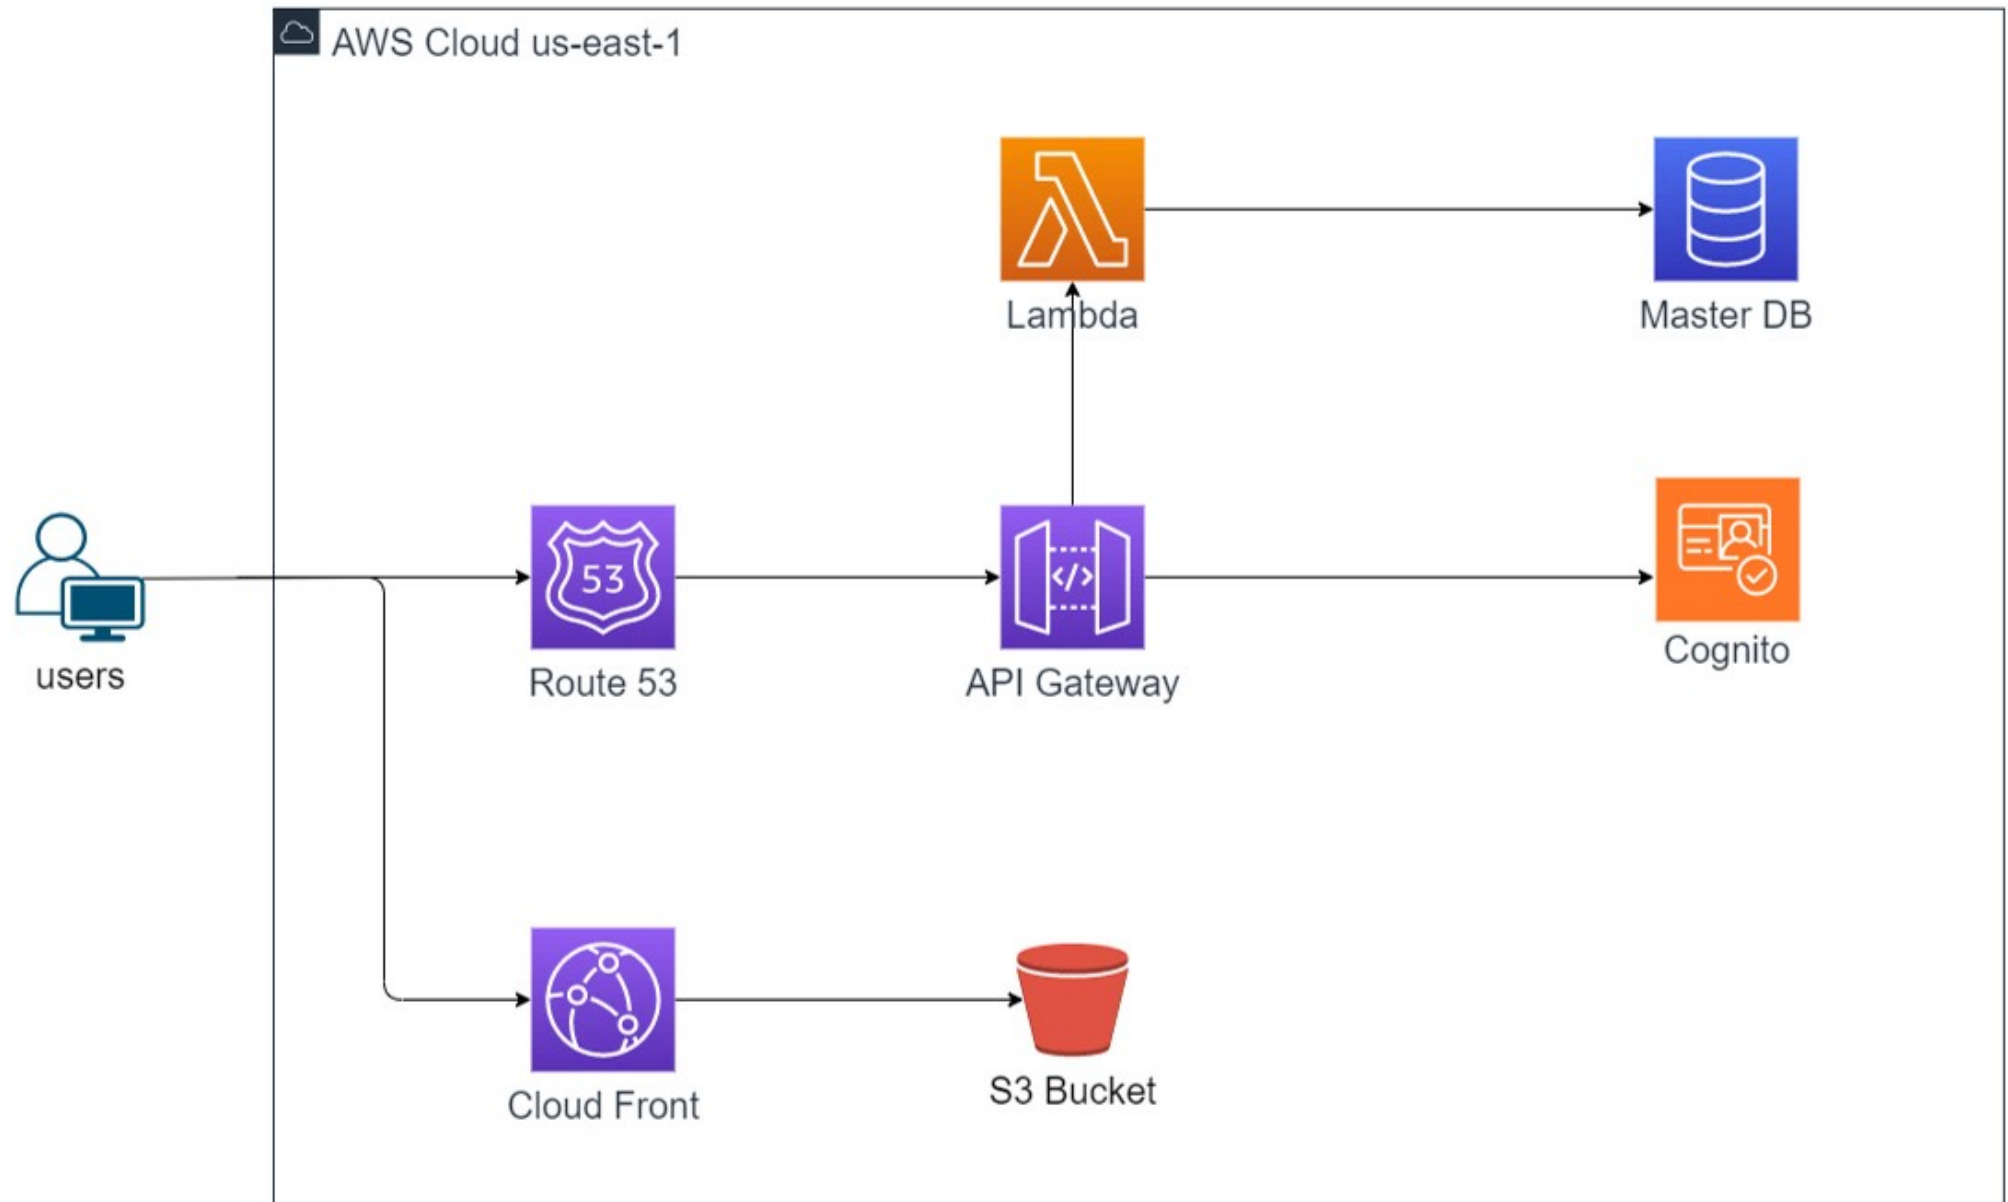 AWS Cloud us-east-1
Lambda
Master DB
users
53
Route 53
</>
API Gateway
Cognito
Cloud Front
S3 Bucket